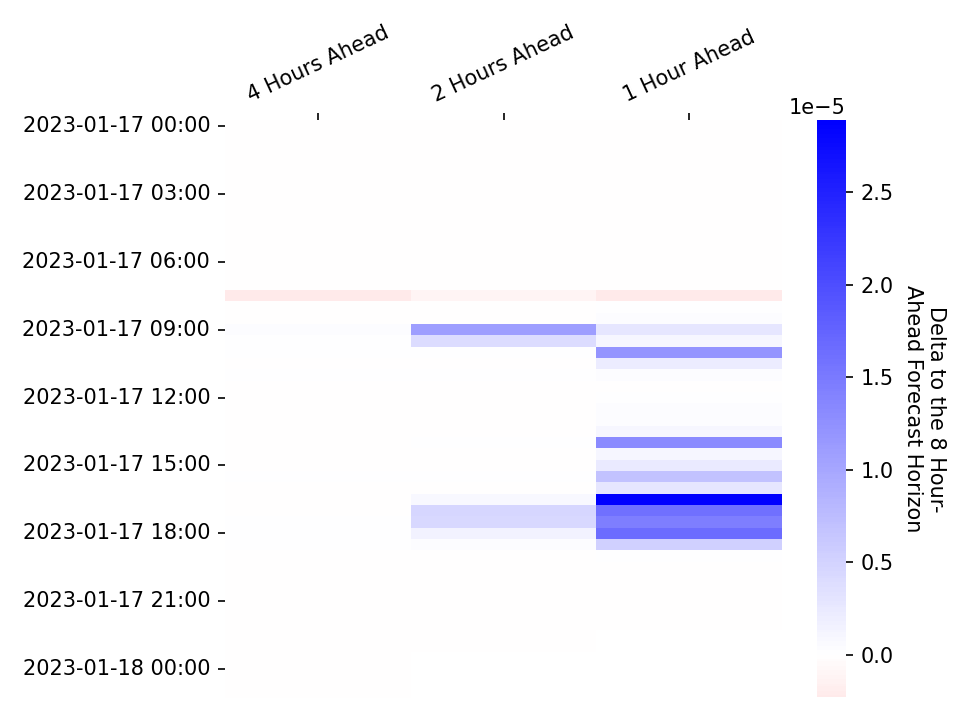 4 Hours Ahead
2 Hours Ahead
1 Hour Ahead
1e−5
2023-01-17 00:00
2023-01-17 03:00
2023-01-17 06:00
2023-01-17 09:00
2023-01-17 12:00
2023-01-17 15:00
2023-01-17 18:00
2023-01-17 21:00
2023-01-18 00:00
2.5
2.0
1.5
1.0
0.5
0.0
Delta to the 8 Hour-
Ahead Forecast Horizon